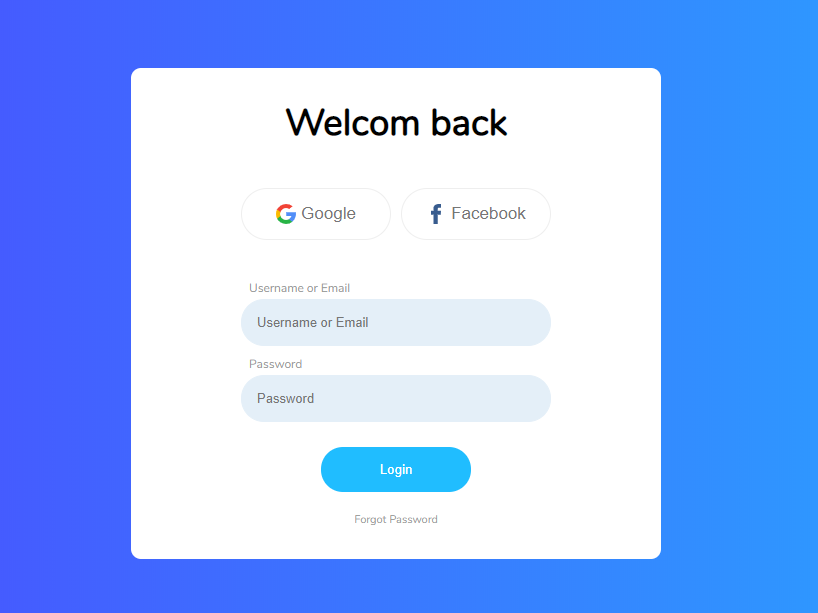 Welcom back
Google Facebook
Username or Email
Username or Email
Password
Password
Login
Forgot Password